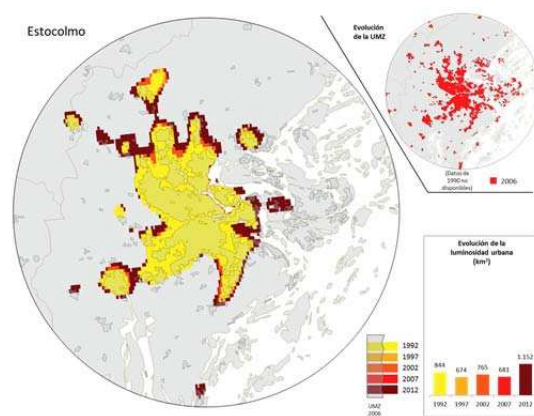 Estocolmo
Evolución
de la UMZ
(Datos de
1990 no
disponibles)
2006
1992
1997
2002
2007
2012
UMZ
2006
Evolución de la
luminosidad urbana
(km²)
844
674
765
681
1.152
1992
1997
2002
2007
2012